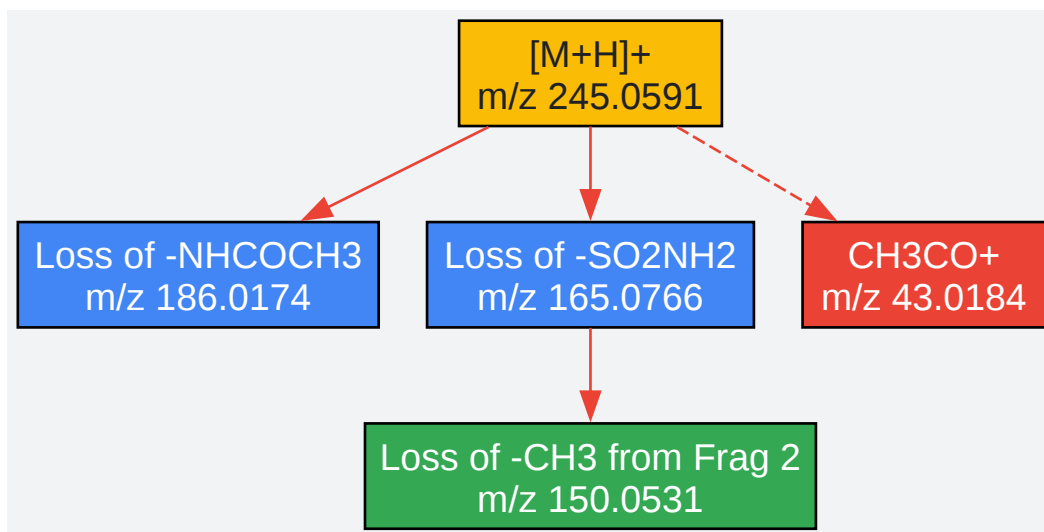 [M+H]+
m/z 245.0591
Loss of -NHCOCH3
m/z 186.0174
Loss of -SO2NH2
m/z 165.0766
CH3CO+
m/z 43.0184
Loss of -CH3 from Frag 2
m/z 150.0531